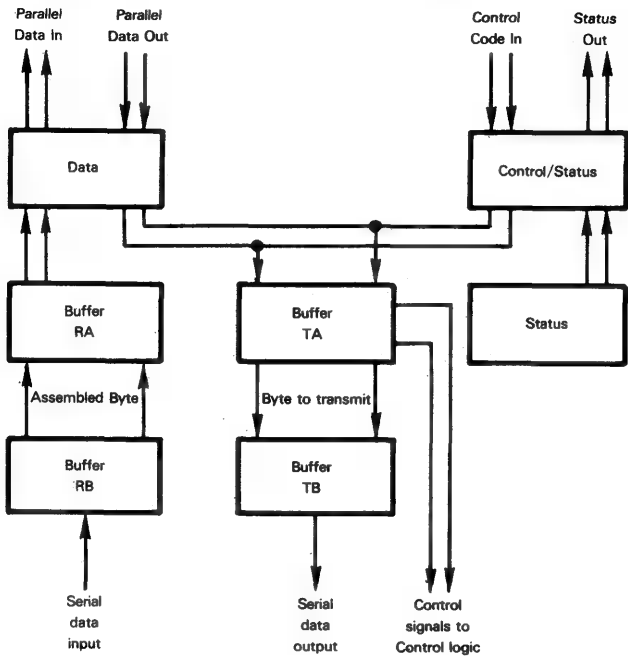 Parallel
Data In
Parallel
Data Out
Control
Code In
Status
Out
Data
Control/Status
Buffer
RA
Buffer
TA
Status
Assembled Byte
Byte to transmit
Buffer
RB
Buffer
TB
Serial
data
input
Serial
data
output
Control
signals to
Control logic